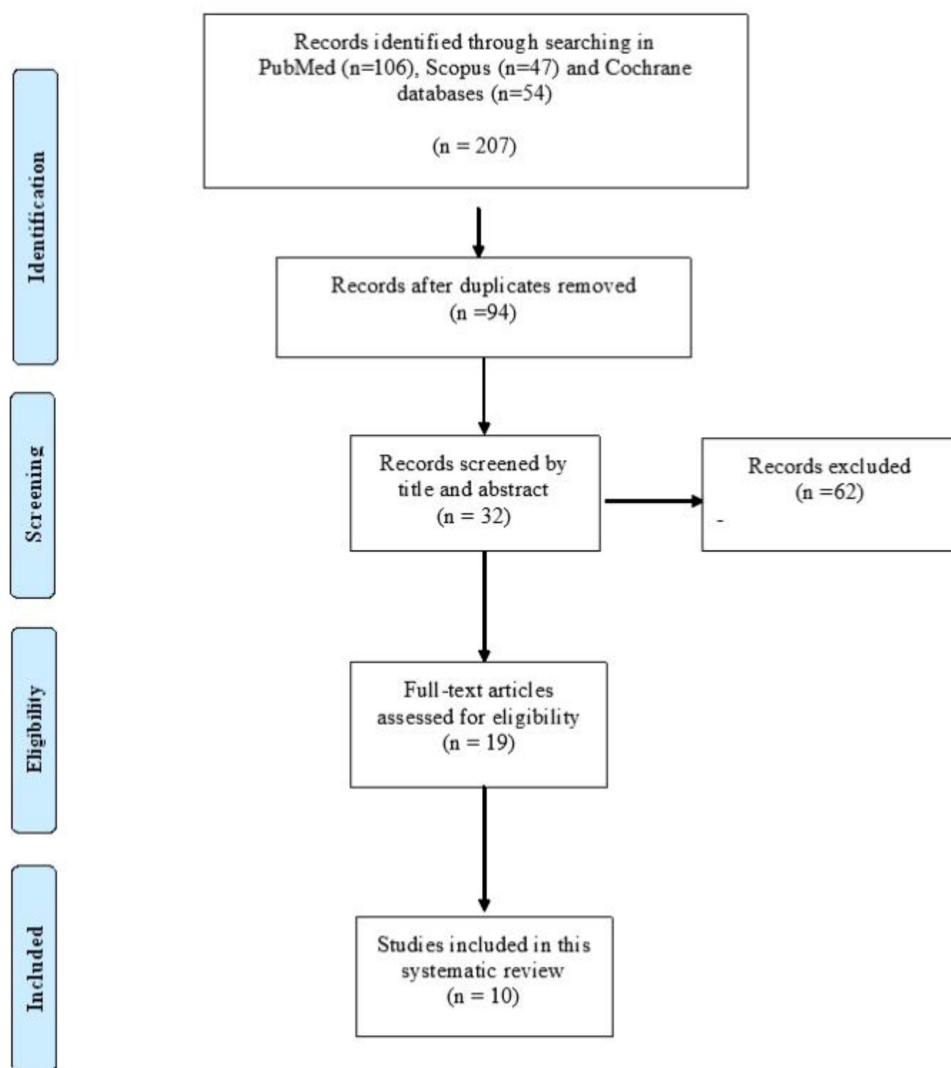 Records identified through searching in
PubMed (n=106), Scopus (n=47) and Cochrane
databases (n=54)
(n = 207)
Identification
Records after duplicates removed
(n =94)
Screening
Records screened by
title and abstract
(n = 32)
Records excluded
(n =62)
-
Eligibility
Full-text articles
assessed for eligibility
(n = 19)
Included
Studies included in this
systematic review
(n = 10)